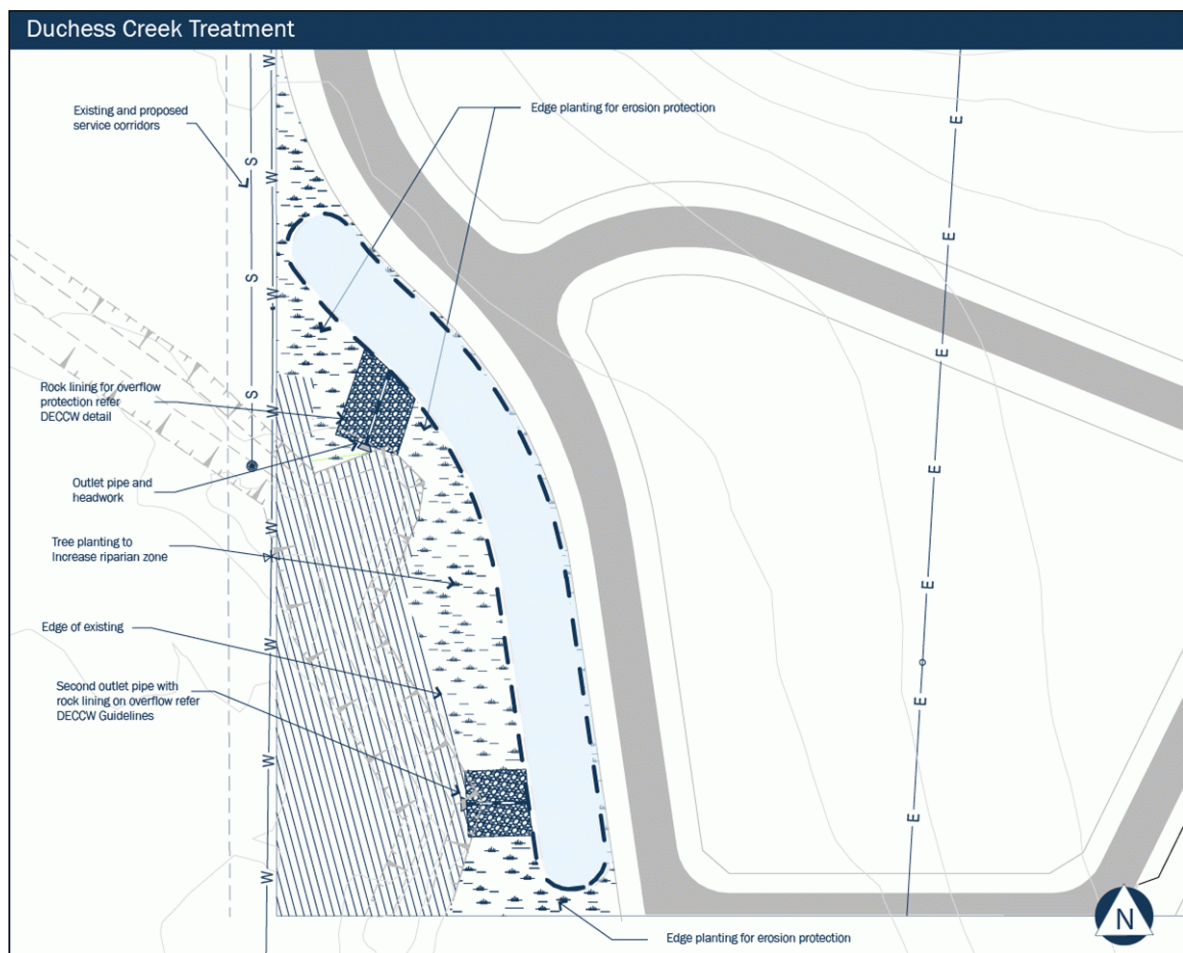 Duchess Creek Treatment
Existing and proposed
service corridors
Edge planting for erosion protection
Rock lining for overflow
protection refer
DECCW detail
Outlet pipe and
headwork
Tree planting to
Increase riparian zone
Edge of existing
Second outlet pipe with
rock lining on overflow refer
DECCW Guidelines
Edge planting for erosion protection
W
S
W
S
W
S
W
W
W
W
W
E
E
E
E
E
E
E
N